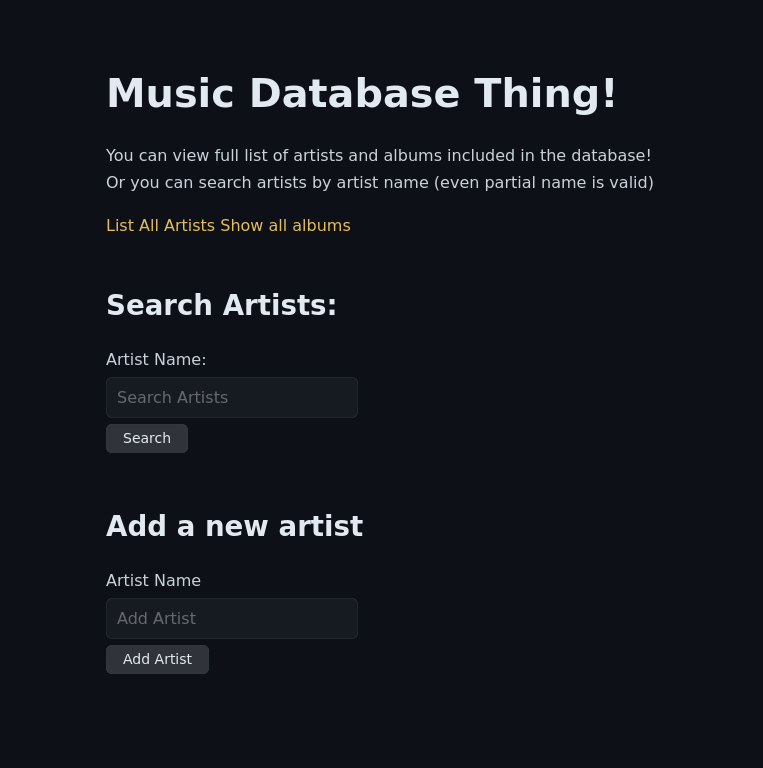 Music Database Thing!
You can view full list of artists and albums included in the database!
Or you can search artists by artist name (even partial name is valid)
List All Artists Show all albums
Search Artists:
Artist Name:
Search Artists
Search
Add a new artist
Artist Name
Add Artist
Add Artist